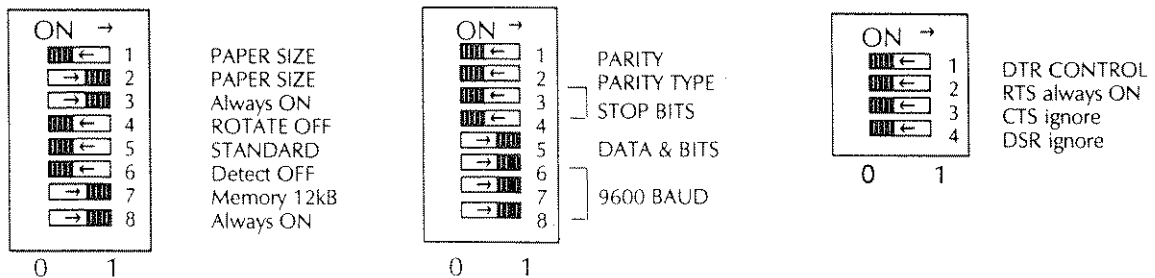 ON →
← 1 PAPER SIZE
→ 2 PAPER SIZE
→ 3 Always ON
← 4 ROTATE OFF
← 5 STANDARD
← 6 Detect OFF
→ 7 Memory 12kB
→ 8 Always ON
0 1
ON →
← 1 PARITY
← 2 PARITY TYPE
← 3
← 4 STOP BITS
→ 5 DATA & BITS
→ 6
→ 7 9600 BAUD
→ 8
0 1
ON →
← 1 DTR CONTROL
← 2 RTS always ON
← 3 CTS ignore
← 4 DSR ignore
0 1